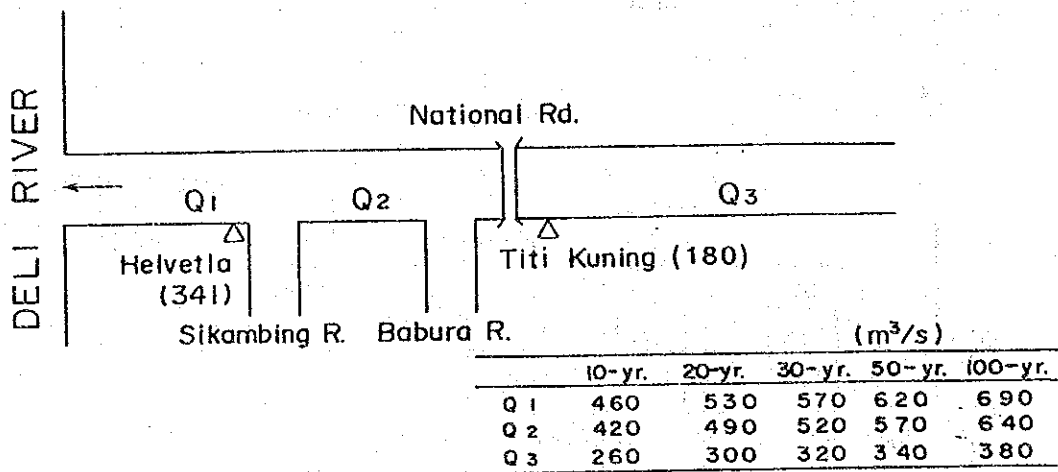 National Rd.
DELI RIVER
Q1 Q2 Q3
Helvetla Titi Kuning (180)
(341)
Sikambing R. Babura R.
(m³/s)
10-yr. 20-yr. 30-yr. 50-yr. 100-yr.
Q1 460 530 570 620 690
Q2 420 490 520 570 640
Q3 260 300 320 340 380